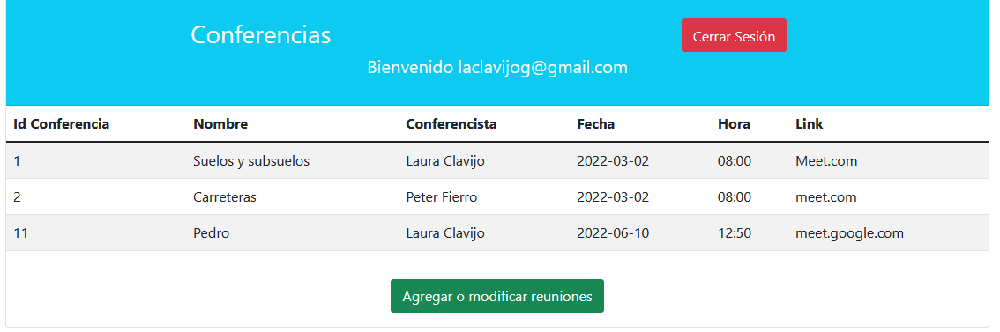 Conferencias Cerrar Sesión
Bienvenido laclavijog@gmail.com
Id Conferencia Nombre Conferencista Fecha Hora Link
1 Suelos y subsuelos Laura Clavijo 2022-03-02 08:00 Meet.com
2 Carreteras Peter Fierro 2022-03-02 08:00 meet.com
11 Pedro Laura Clavijo 2022-06-10 12:50 meet.google.com
Agregar o modificar reuniones